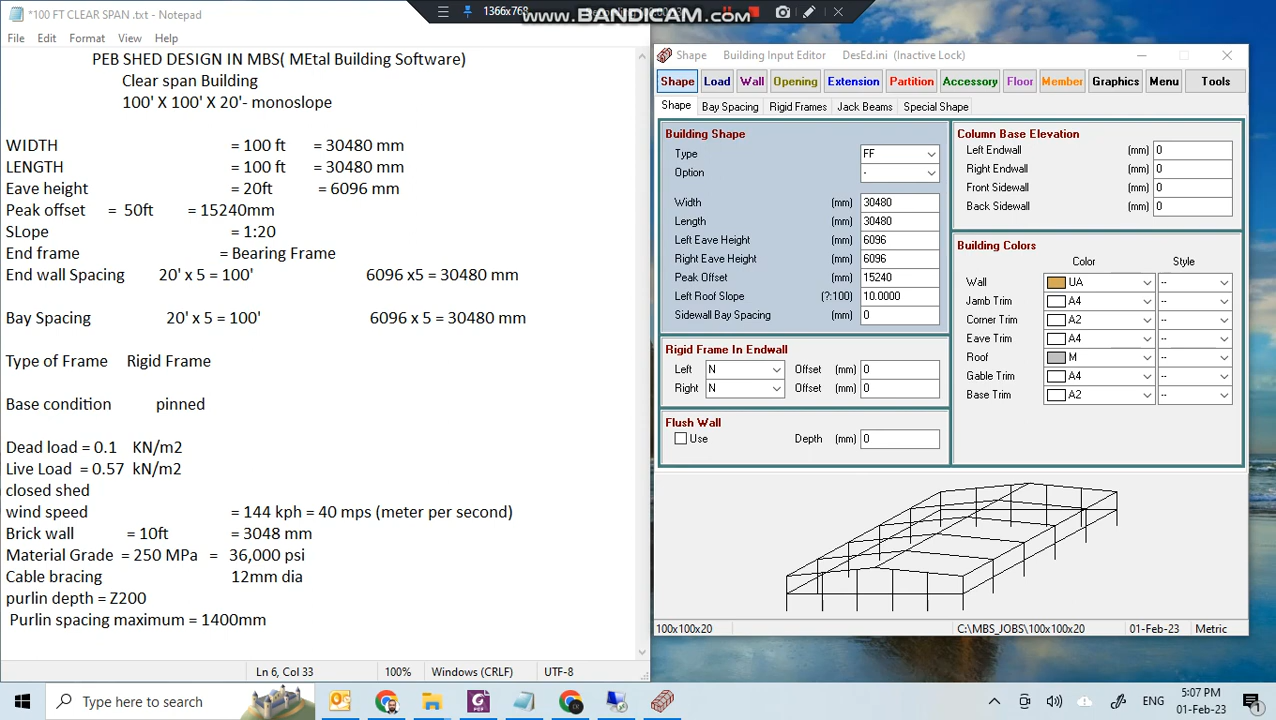 *100 FT CLEAR SPAN .txt - Notepad
1366x768
www.BANDICAM.com
File Edit Format View Help
PEB SHED DESIGN IN MBS( MEtal Building Software)
Clear span Building
100' X 100' X 20'- monoslope
WIDTH = 100 ft = 30480 mm
LENGTH = 100 ft = 30480 mm
Eave height = 20ft = 6096 mm
Peak offset = 50ft = 15240mm
SLope = 1:20
End frame = Bearing Frame
End wall Spacing 20' x 5 = 100' 6096 x5 = 30480 mm
Bay Spacing 20' x 5 = 100' 6096 x 5 = 30480 mm
Type of Frame Rigid Frame
Base condition pinned
Dead load = 0.1 KN/m2
Live Load = 0.57 kN/m2
closed shed
wind speed = 144 kph = 40 mps (meter per second)
Brick wall = 10ft = 3048 mm
Material Grade = 250 MPa = 36,000 psi
Cable bracing 12mm dia
purlin depth = Z200
Purlin spacing maximum = 1400mm
Ln 6, Col 33 100% Windows (CRLF) UTF-8
Shape Building Input Editor DesEd.ini (Inactive Lock)
Shape Load Wall Opening Extension Partition Accessory Floor Member Graphics Menu Tools
Shape Bay Spacing Rigid Frames Jack Beams Special Shape
Building Shape
Type FF
Option -
Width (mm) 30480
Length (mm) 30480
Left Eave Height (mm) 6096
Right Eave Height (mm) 6096
Peak Offset (mm) 15240
Left Roof Slope (?:100) 10.0000
Sidewall Bay Spacing (mm) 0
Rigid Frame In Endwall
Left N Offset (mm) 0
Right N Offset (mm) 0
Flush Wall
Use Depth (mm) 0
Column Base Elevation
Left Endwall (mm) 0
Right Endwall (mm) 0
Front Sidewall (mm) 0
Back Sidewall (mm) 0
Building Colors
Color Style
Wall UA --
Jamb Trim A4 --
Corner Trim A2 --
Eave Trim A4 --
Roof M --
Gable Trim A4 --
Base Trim A2 --
100x100x20 C:\MBS_JOBS\100x100x20 01-Feb-23 Metric
Type here to search
ENG
5:07 PM
01-Feb-23